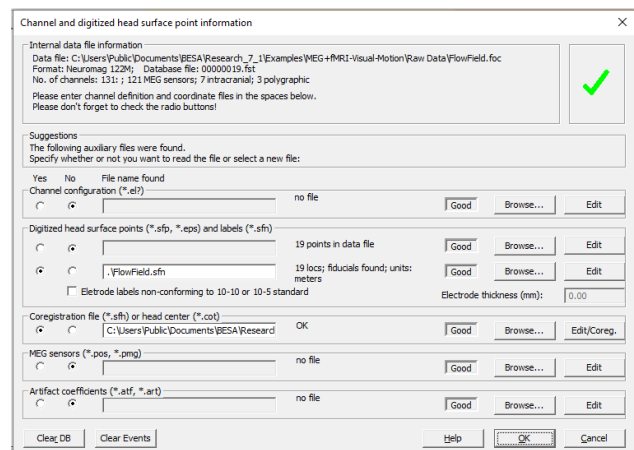 Channel and digitized head surface point information
Internal data file information
Data file: C:\Users\Public\Documents\BESA\Research_7_1\Examples\MEG+fMRI-Visual-Motion\Raw Data\FlowField.foc
Format: Neuromag 122M; Database file: 00000019.fst
No. of channels: 131: ; 121 MEG sensors; 7 intracranial; 3 polygraphic
Please enter channel definition and coordinate files in the spaces below.
Please don't forget to check the radio buttons!
Suggestions
The following auxiliary files were found.
Specify whether or not you want to read the file or select a new file:
Yes No File name found
Channel configuration (*.el?)
no file Good Browse... Edit
Digitized head surface points (*.sfp, *.eps) and labels (*.sfn)
19 points in data file Good Browse... Edit
.\FlowField.sfn 19 locs; fiducials found; units: meters Good Browse... Edit
Eletrode labels non-conforming to 10-10 or 10-5 standard Electrode thickness (mm): 0.00
Coregistration file (*.sfh) or head center (*.cot)
C:\Users\Public\Documents\BESA\Researd OK Good Browse... Edit/Coreg.
MEG sensors (*.pos, *.pmg)
no file Good Browse... Edit
Artifact coefficients (*.atf, *.art)
no file Good Browse... Edit
Clear DB Clear Events Help OK Cancel